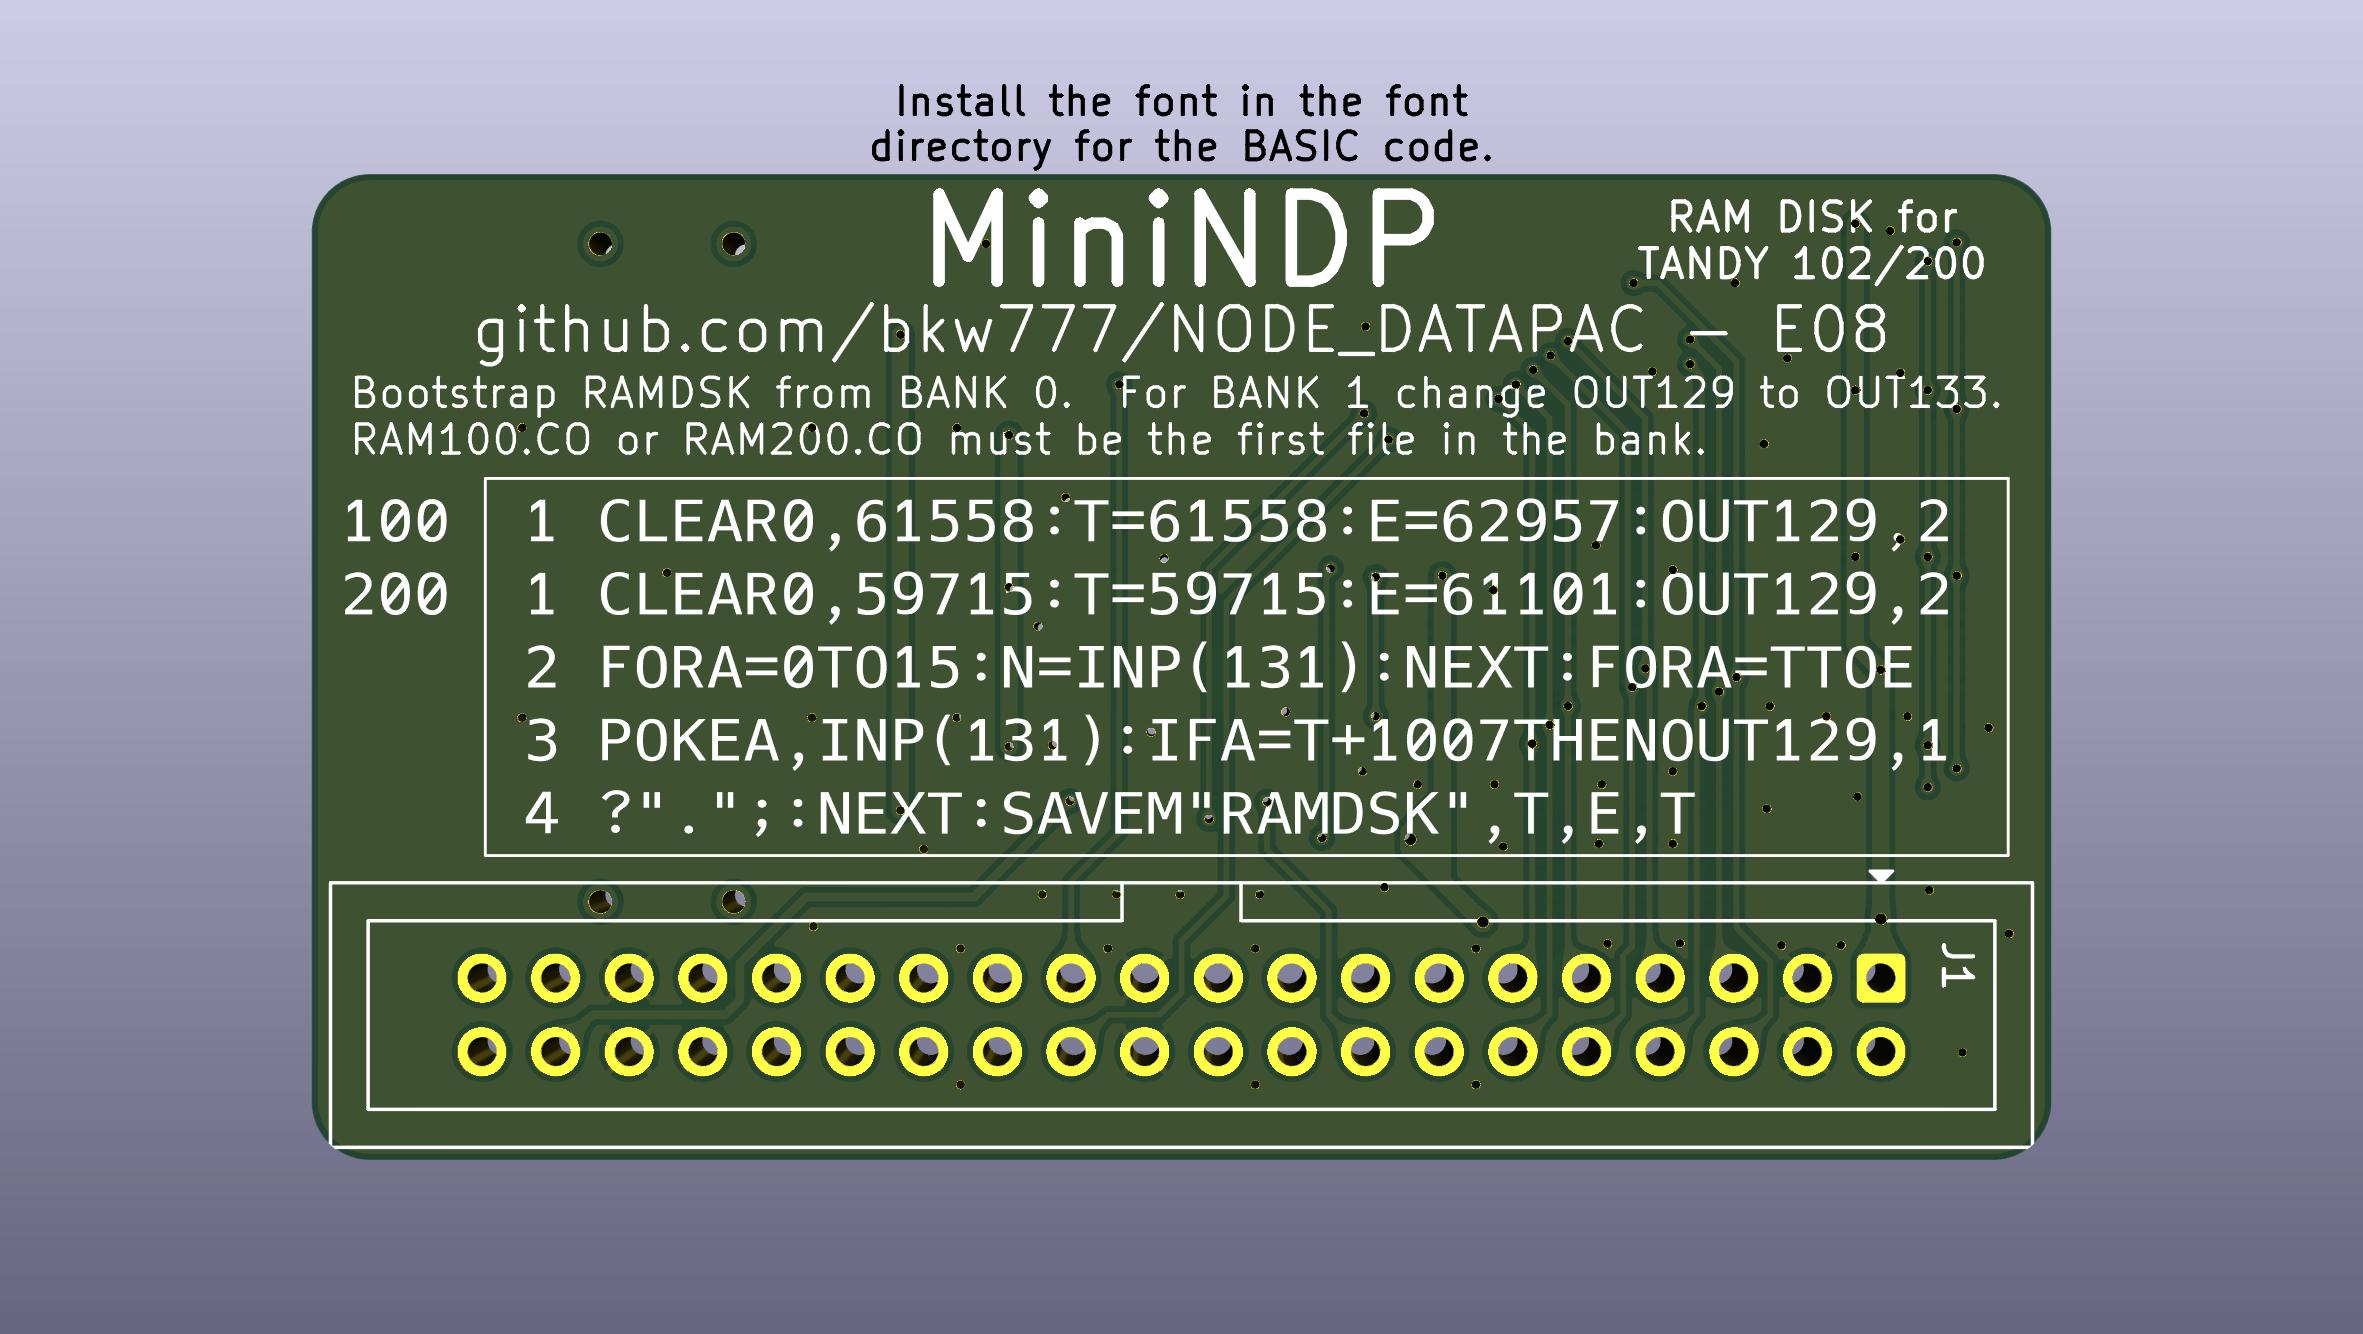 Install the font in the font
directory for the BASIC code.
MiniNDP
RAM DISK for
TANDY 102/200
github.com/bkw777/NODE_DATAPAC – E08
Bootstrap RAMDSK from BANK 0.  For BANK 1 change OUT129 to OUT133.
RAM100.CO or RAM200.CO must be the first file in the bank.
100 1 CLEAR0,61558:T=61558:E=62957:OUT129,2
200 1 CLEAR0,59715:T=59715:E=61101:OUT129,2
2 FORA=0TO15:N=INP(131):NEXT:FORA=TTOE
3 POKEA,INP(131):IFA=T+1007THENOUT129,1
4 ?".";:NEXT:SAVEM"RAMDSK",T,E,T
J1